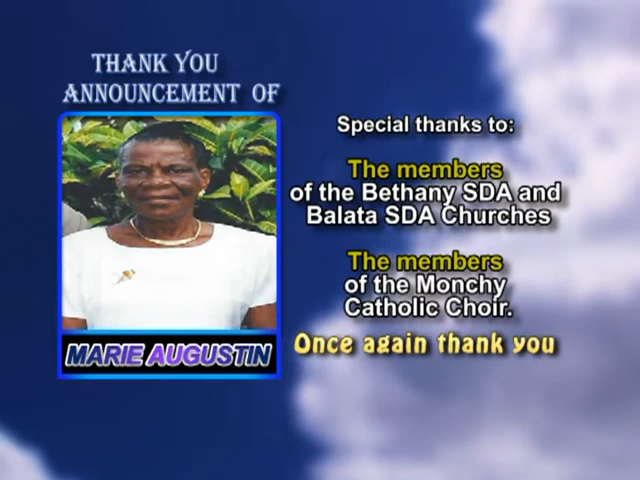 THANK YOU
ANNOUNCEMENT OF
MARIE AUGUSTIN
Special thanks to:
The members
of the Bethany SDA and
Balata SDA Churches
The members
of the Monchy
Catholic Choir.
Once again thank you